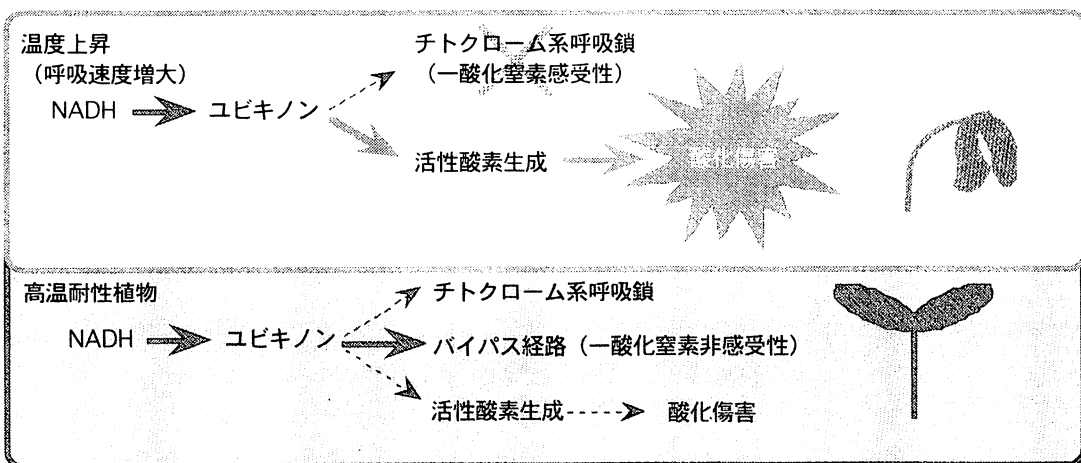 温度上昇
(呼吸速度増大)
チトクローム系呼吸鎖
(一酸化窒素感受性)
NADH
ユビキノン
活性酸素生成
酸化傷害
高温耐性植物
チトクローム系呼吸鎖
NADH
ユビキノン
バイパス経路(一酸化窒素非感受性)
活性酸素生成
酸化傷害